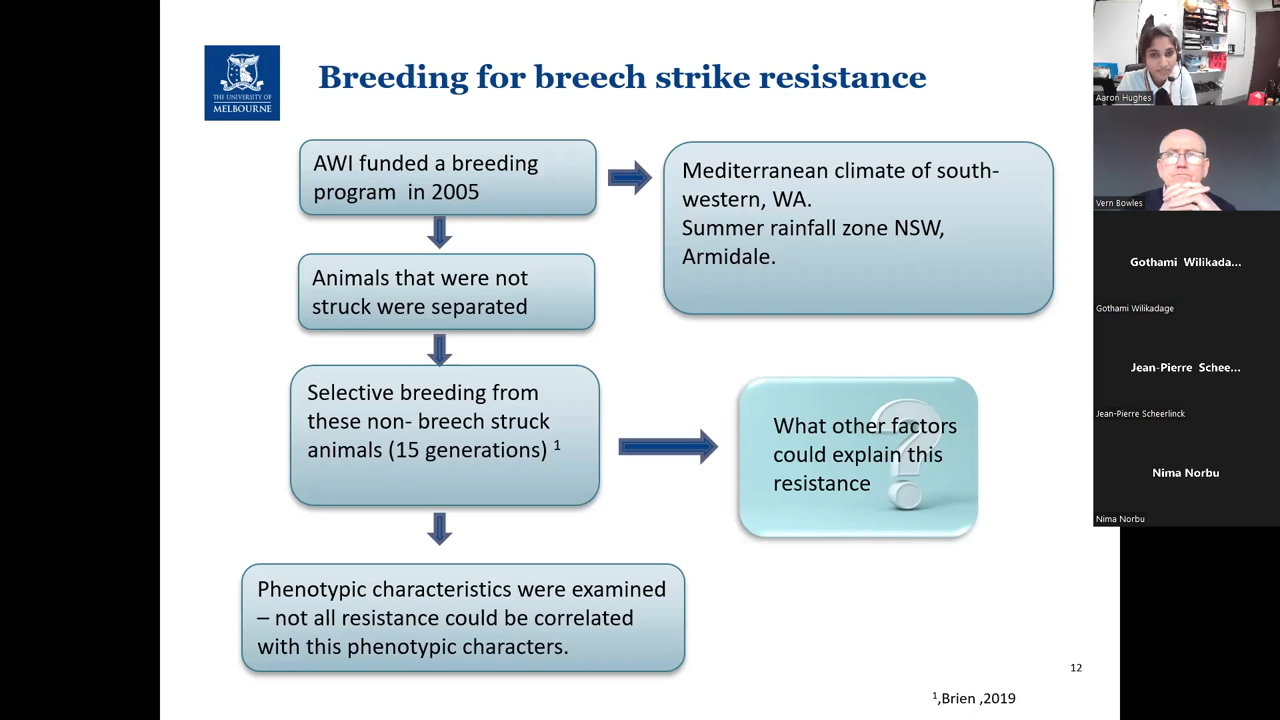 THE UNIVERSITY OF
MELBOURNE
Breeding for breech strike resistance
AWI funded a breeding
program in 2005
Mediterranean climate of south-
western, WA.
Summer rainfall zone NSW,
Armidale.
Animals that were not
struck were separated
Selective breeding from
these non- breech struck
animals (15 generations) 1
What other factors
could explain this
resistance
Phenotypic characteristics were examined
– not all resistance could be correlated
with this phenotypic characters.
12
1,Brien ,2019
Aaron Hughes
Vern Bowles
Gothami Wilikada...
Gothami Wilikadage
Jean-Pierre Schee...
Jean-Pierre Scheerlinck
Nima Norbu
Nima Norbu